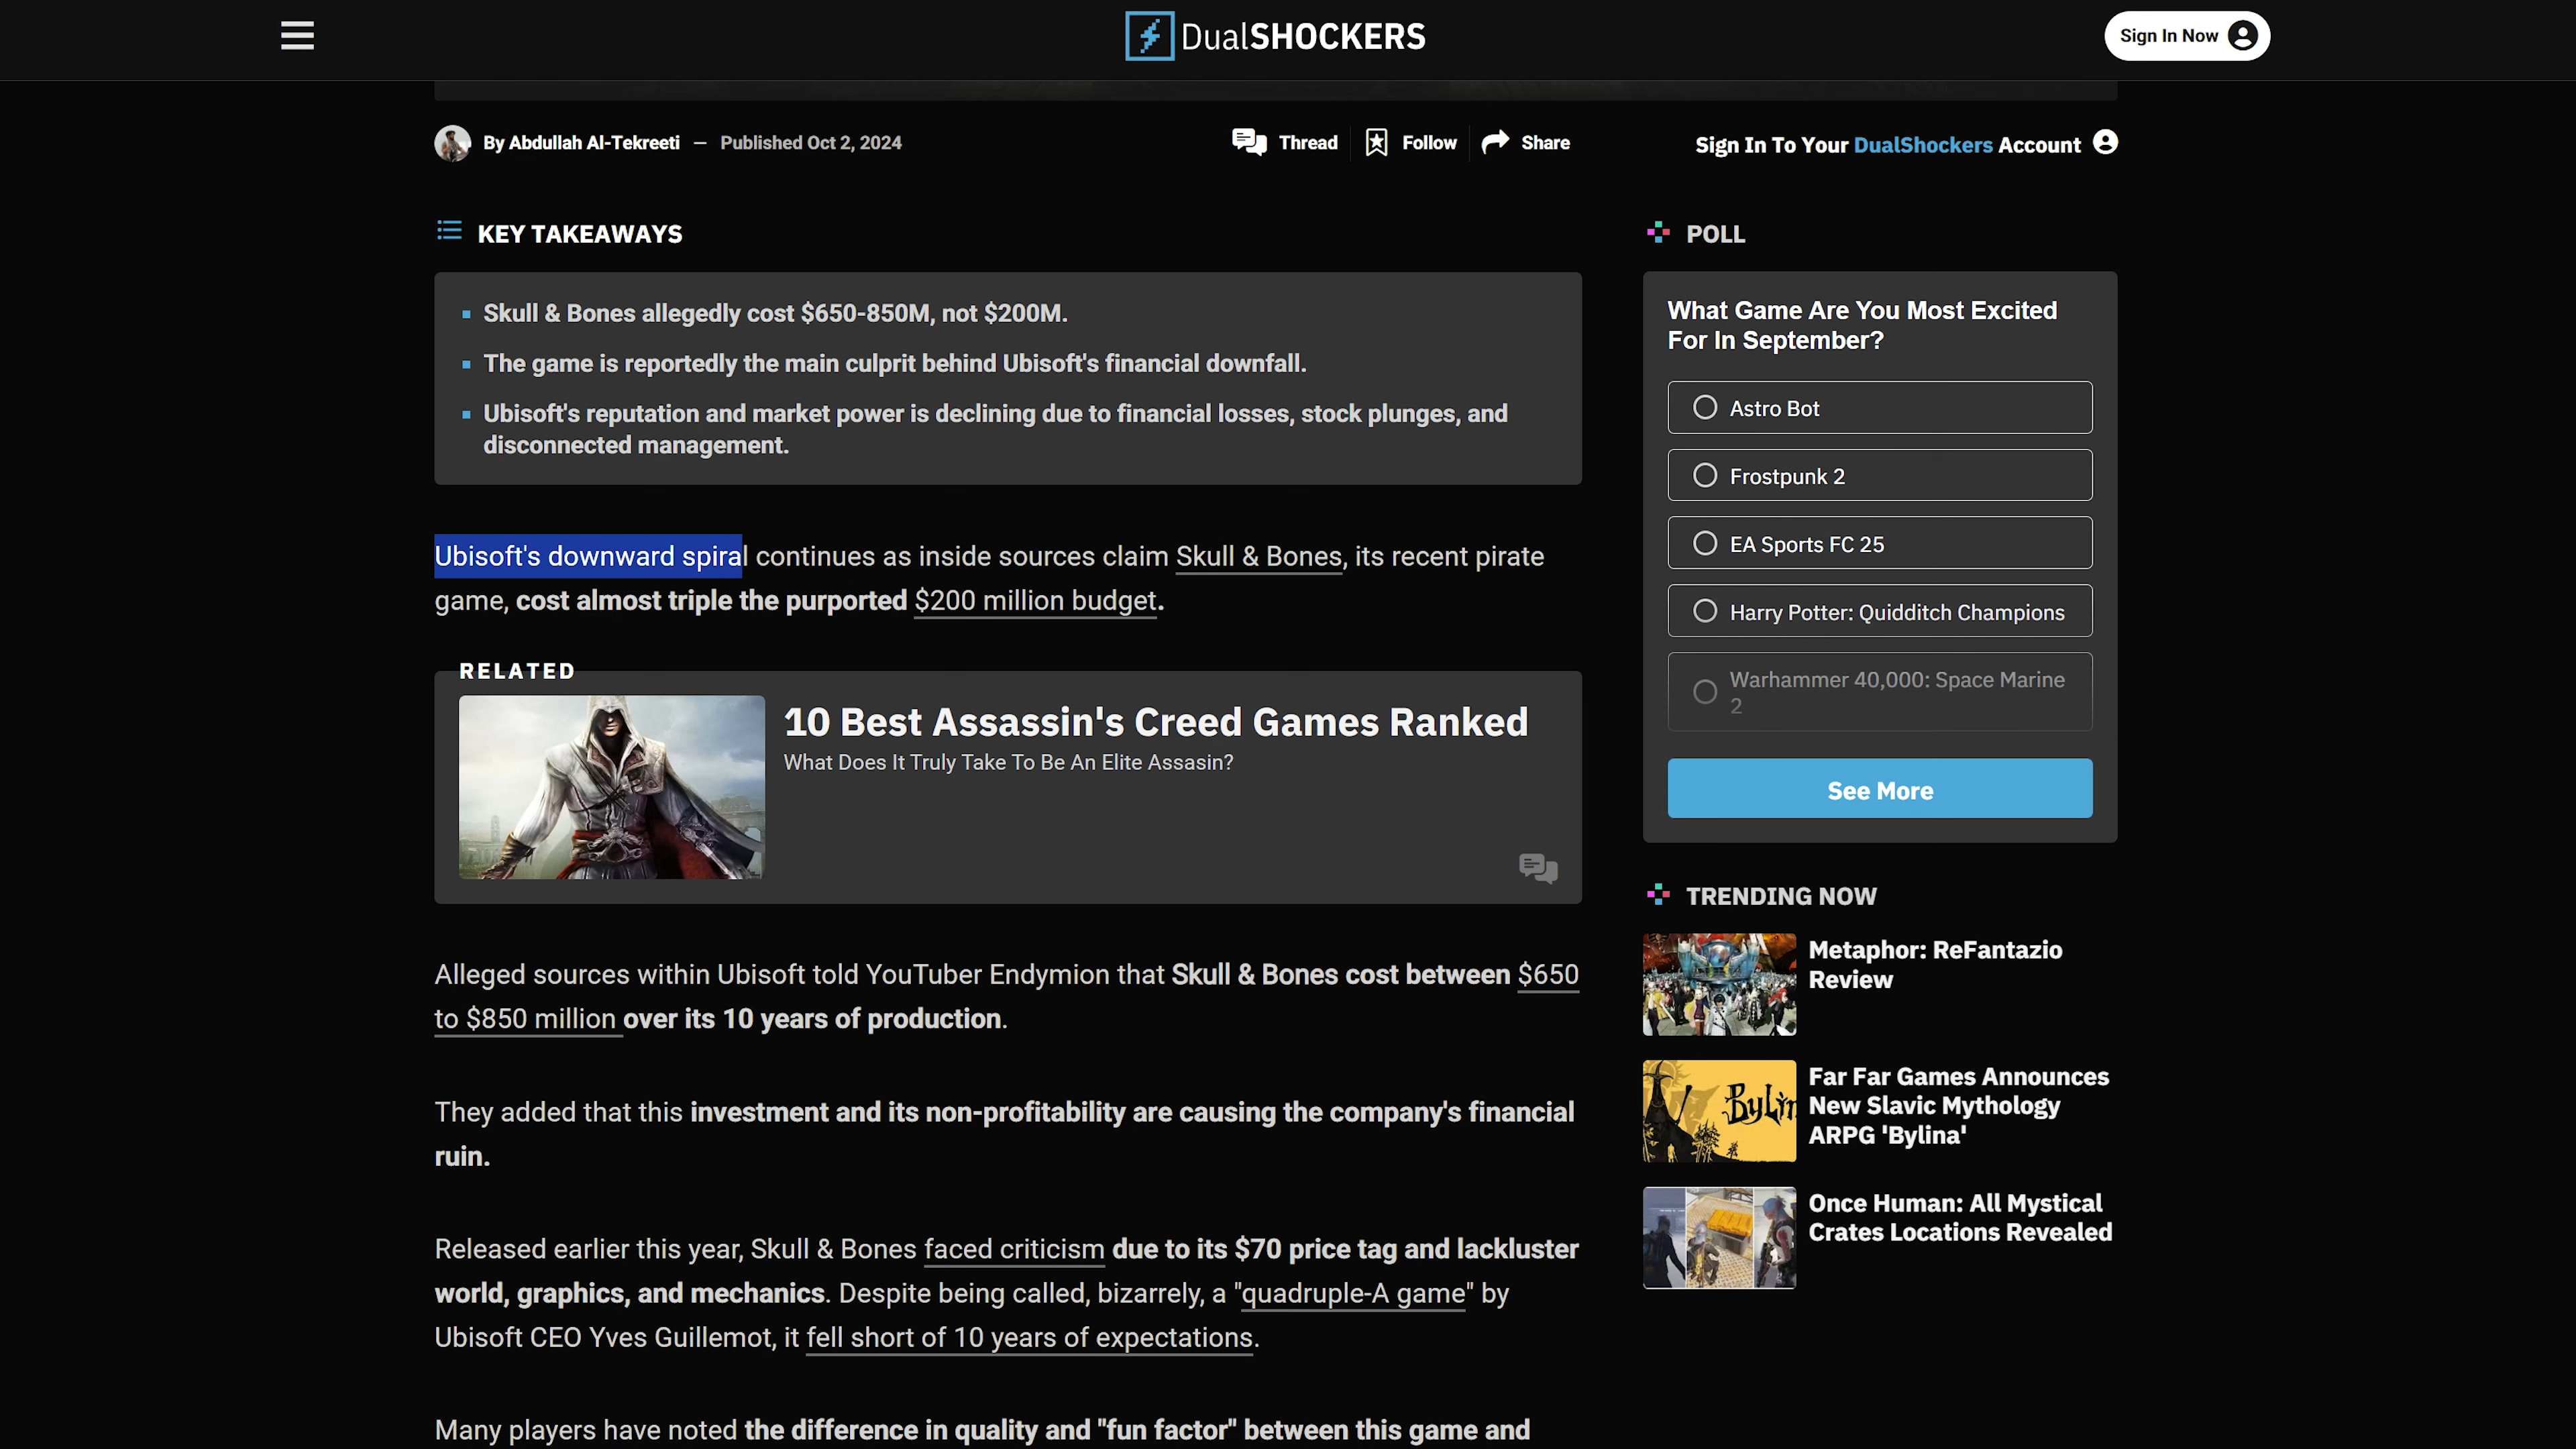 DualSHOCKERS
Sign In Now
By Abdullah Al-Tekreeti — Published Oct 2, 2024
Thread
Follow
Share
Sign In To Your DualShockers Account
KEY TAKEAWAYS
Skull & Bones allegedly cost $650-850M, not $200M.
The game is reportedly the main culprit behind Ubisoft's financial downfall.
Ubisoft's reputation and market power is declining due to financial losses, stock plunges, and
disconnected management.
Ubisoft's downward spiral continues as inside sources claim Skull & Bones, its recent pirate
game, cost almost triple the purported $200 million budget.
RELATED
10 Best Assassin's Creed Games Ranked
What Does It Truly Take To Be An Elite Assasin?
Alleged sources within Ubisoft told YouTuber Endymion that Skull & Bones cost between $650
to $850 million over its 10 years of production.
They added that this investment and its non-profitability are causing the company's financial
ruin.
Released earlier this year, Skull & Bones faced criticism due to its $70 price tag and lackluster
world, graphics, and mechanics. Despite being called, bizarrely, a "quadruple-A game" by
Ubisoft CEO Yves Guillemot, it fell short of 10 years of expectations.
Many players have noted the difference in quality and "fun factor" between this game and
POLL
What Game Are You Most Excited
For In September?
Astro Bot
Frostpunk 2
EA Sports FC 25
Harry Potter: Quidditch Champions
Warhammer 40,000: Space Marine
2
See More
TRENDING NOW
Metaphor: ReFantazio
Review
Far Far Games Announces
New Slavic Mythology
ARPG 'Bylina'
Once Human: All Mystical
Crates Locations Revealed